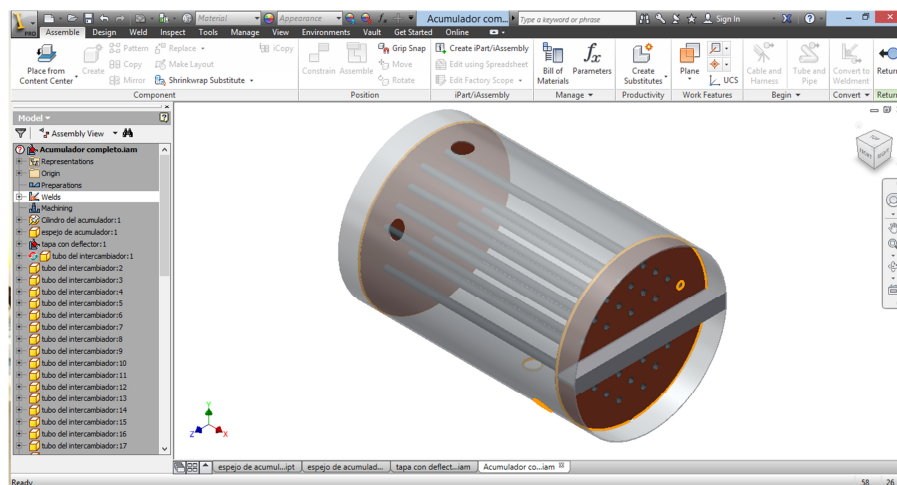 Material
Appearance
Acumulador com...
Type a keyword or phrase
Sign In
PRO
Assemble Design Weld Inspect Tools Manage View Environments Vault Get Started Online
Place from Content Center
Create
Pattern
Copy
Mirror
Replace
Make Layout
Shrinkwrap Substitute
iCopy
Constrain
Assemble
Grip Snap
Move
Rotate
Create iPart/iAssembly
Edit using Spreadsheet
Edit Factory Scope
Bill of Materials
Parameters
Create Substitutes
Plane
UCS
Cable and Harness
Tube and Pipe
Convert to Weldment
Return
Component Position iPart/iAssembly Manage Productivity Work Features Begin Convert Return
Model
Assembly View
Acumulador completo.iam
Representations
Origin
Preparations
Welds
Machining
Cilindro del acumulador:1
espejo de acumulador:1
tapa con deflector:1
tubo del intercambiador:1
tubo del intercambiador:2
tubo del intercambiador:3
tubo del intercambiador:4
tubo del intercambiador:5
tubo del intercambiador:6
tubo del intercambiador:7
tubo del intercambiador:8
tubo del intercambiador:9
tubo del intercambiador:10
tubo del intercambiador:11
tubo del intercambiador:12
tubo del intercambiador:13
tubo del intercambiador:14
tubo del intercambiador:15
tubo del intercambiador:16
tubo del intercambiador:17
TOP
FRONT
RIGHT
Y
Z
X
espejo de acumul...ipt
espejo de acumulad...
tapa con deflect...iam
Acumulador co...iam
Ready
58 26